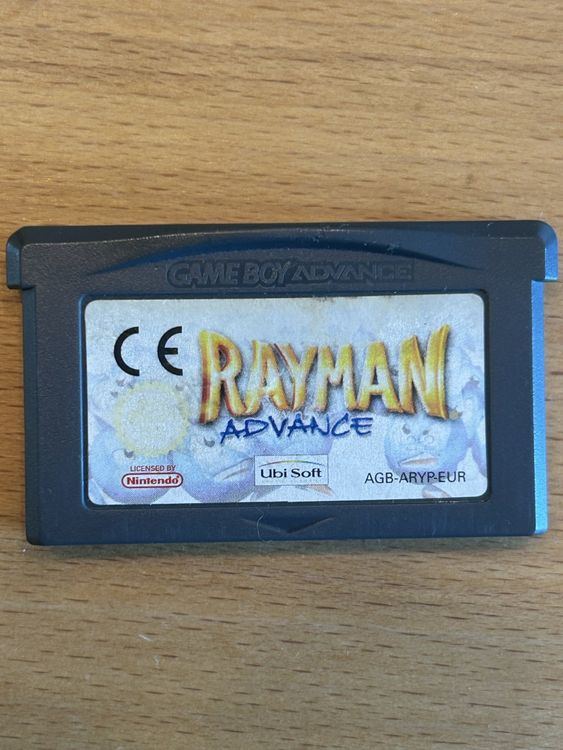 GAME BOY ADVANCE
CE
RAYMAN
ADVANCE
LICENSED BY
Nintendo
Ubi Soft
AGB-ARYP-EUR